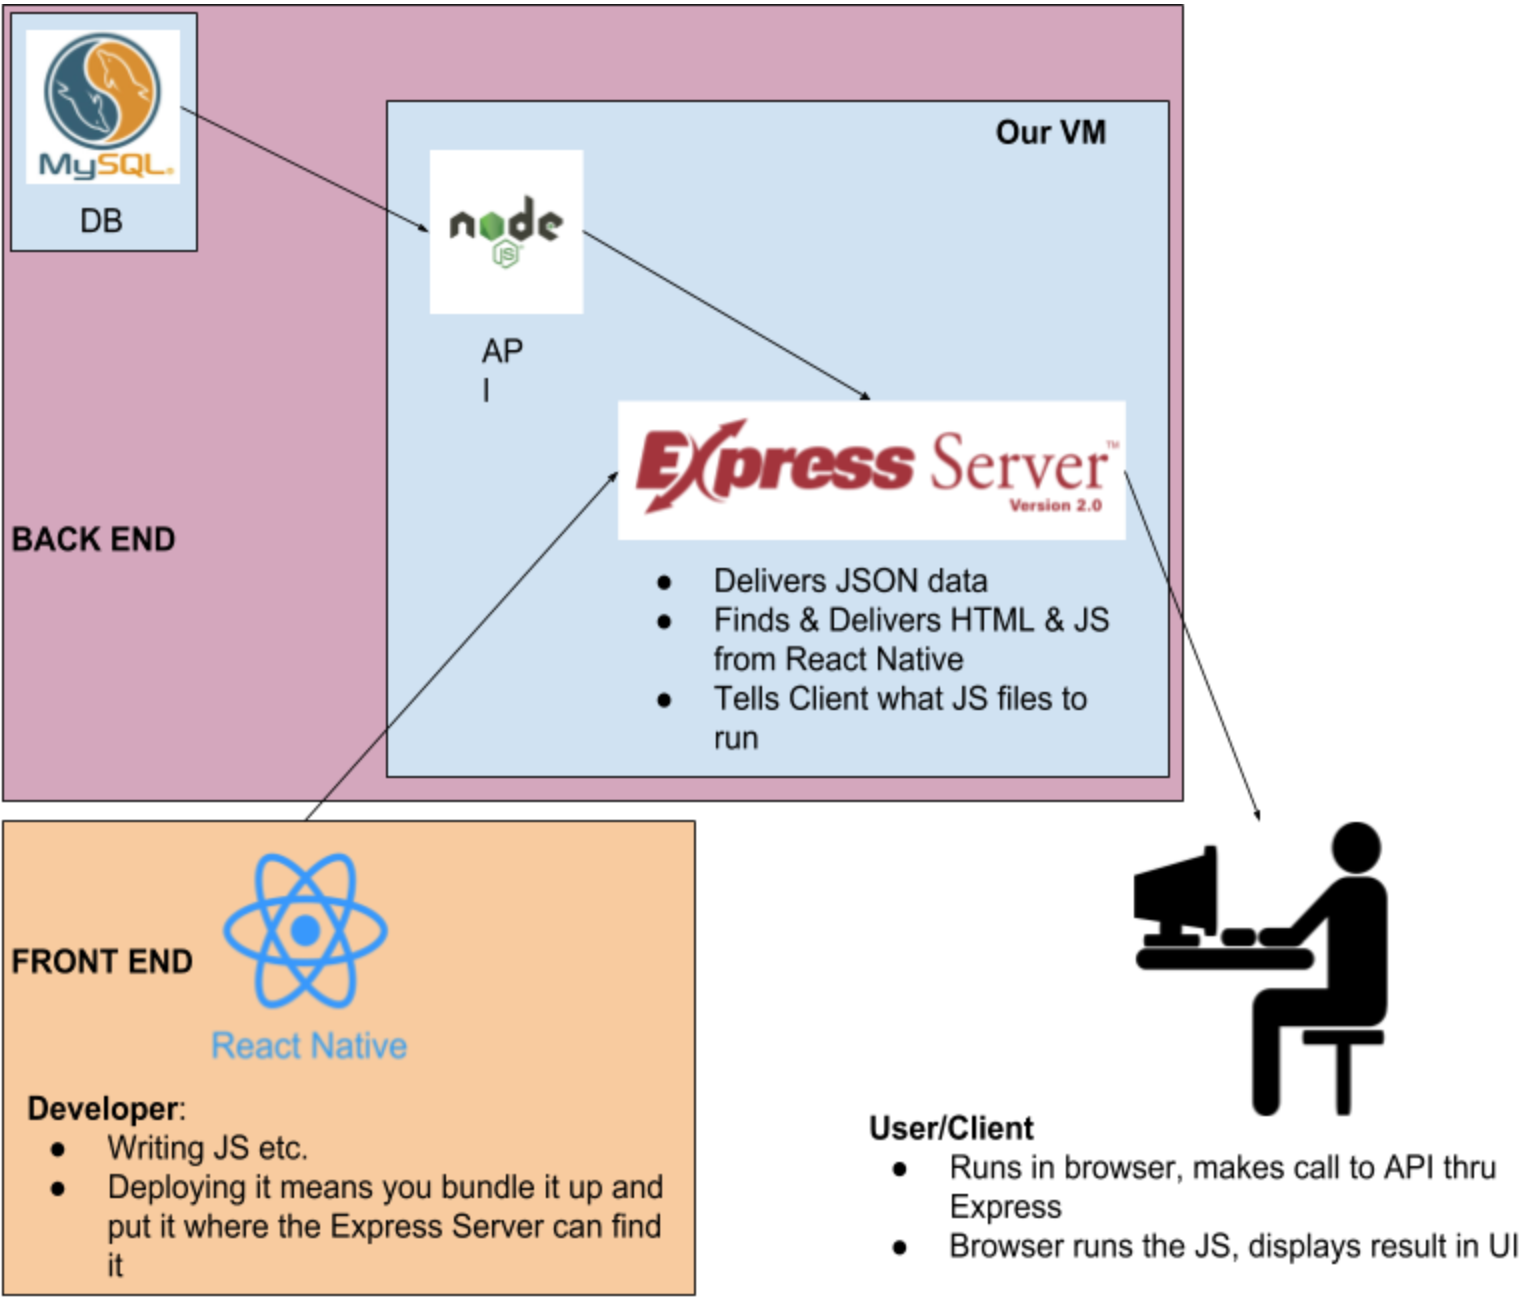 MySQL.
DB
Our VM
node
JS
AP
I
Express Server™
Version 2.0
BACK END
● Delivers JSON data
● Finds & Delivers HTML & JS
from React Native
● Tells Client what JS files to
run
FRONT END
React Native
Developer:
● Writing JS etc.
● Deploying it means you bundle it up and
put it where the Express Server can find
it
User/Client
● Runs in browser, makes call to API thru
Express
● Browser runs the JS, displays result in UI